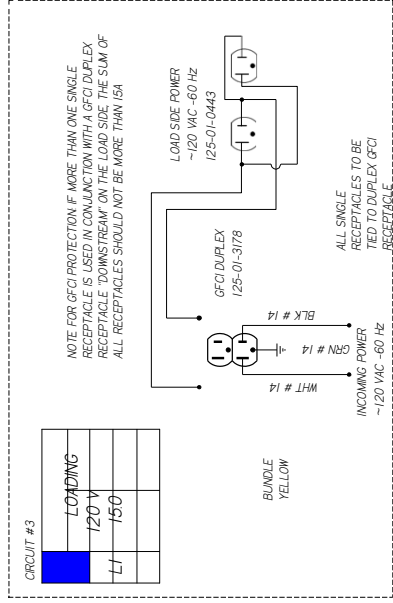 CIRCUIT #3
LOADING
120 V
L1 15.0
NOTE FOR GFCI PROTECTION: IF MORE THAN ONE SINGLE
RECEPTACLE IS USED IN CONJUNCTION WITH A GFCI DUPLEX
RECEPTACLE "DOWNSTREAM" ON THE LOAD SIDE, THE SUM OF
ALL RECEPTACLES SHOULD NOT BE MORE THAN 15A
LOAD SIDE POWER
~120 VAC -60 Hz
125-01-0443
GFCI DUPLEX
125-01-3178
BUNDLE
YELLOW
WHT # 14
GRN # 14
BLK # 14
INCOMING POWER
~120 VAC -60 Hz
ALL SINGLE
RECEPTACLES TO BE
TIED TO DUPLEX GFCI
RECEPTACLE